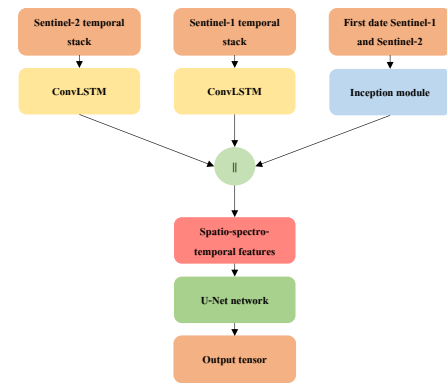 Sentinel-2 temporal
stack
Sentinel-1 temporal
stack
First date Sentinel-1
and Sentinel-2
ConvLSTM
ConvLSTM
Inception module
||
Spatio-spectro-
temporal features
U-Net network
Output tensor